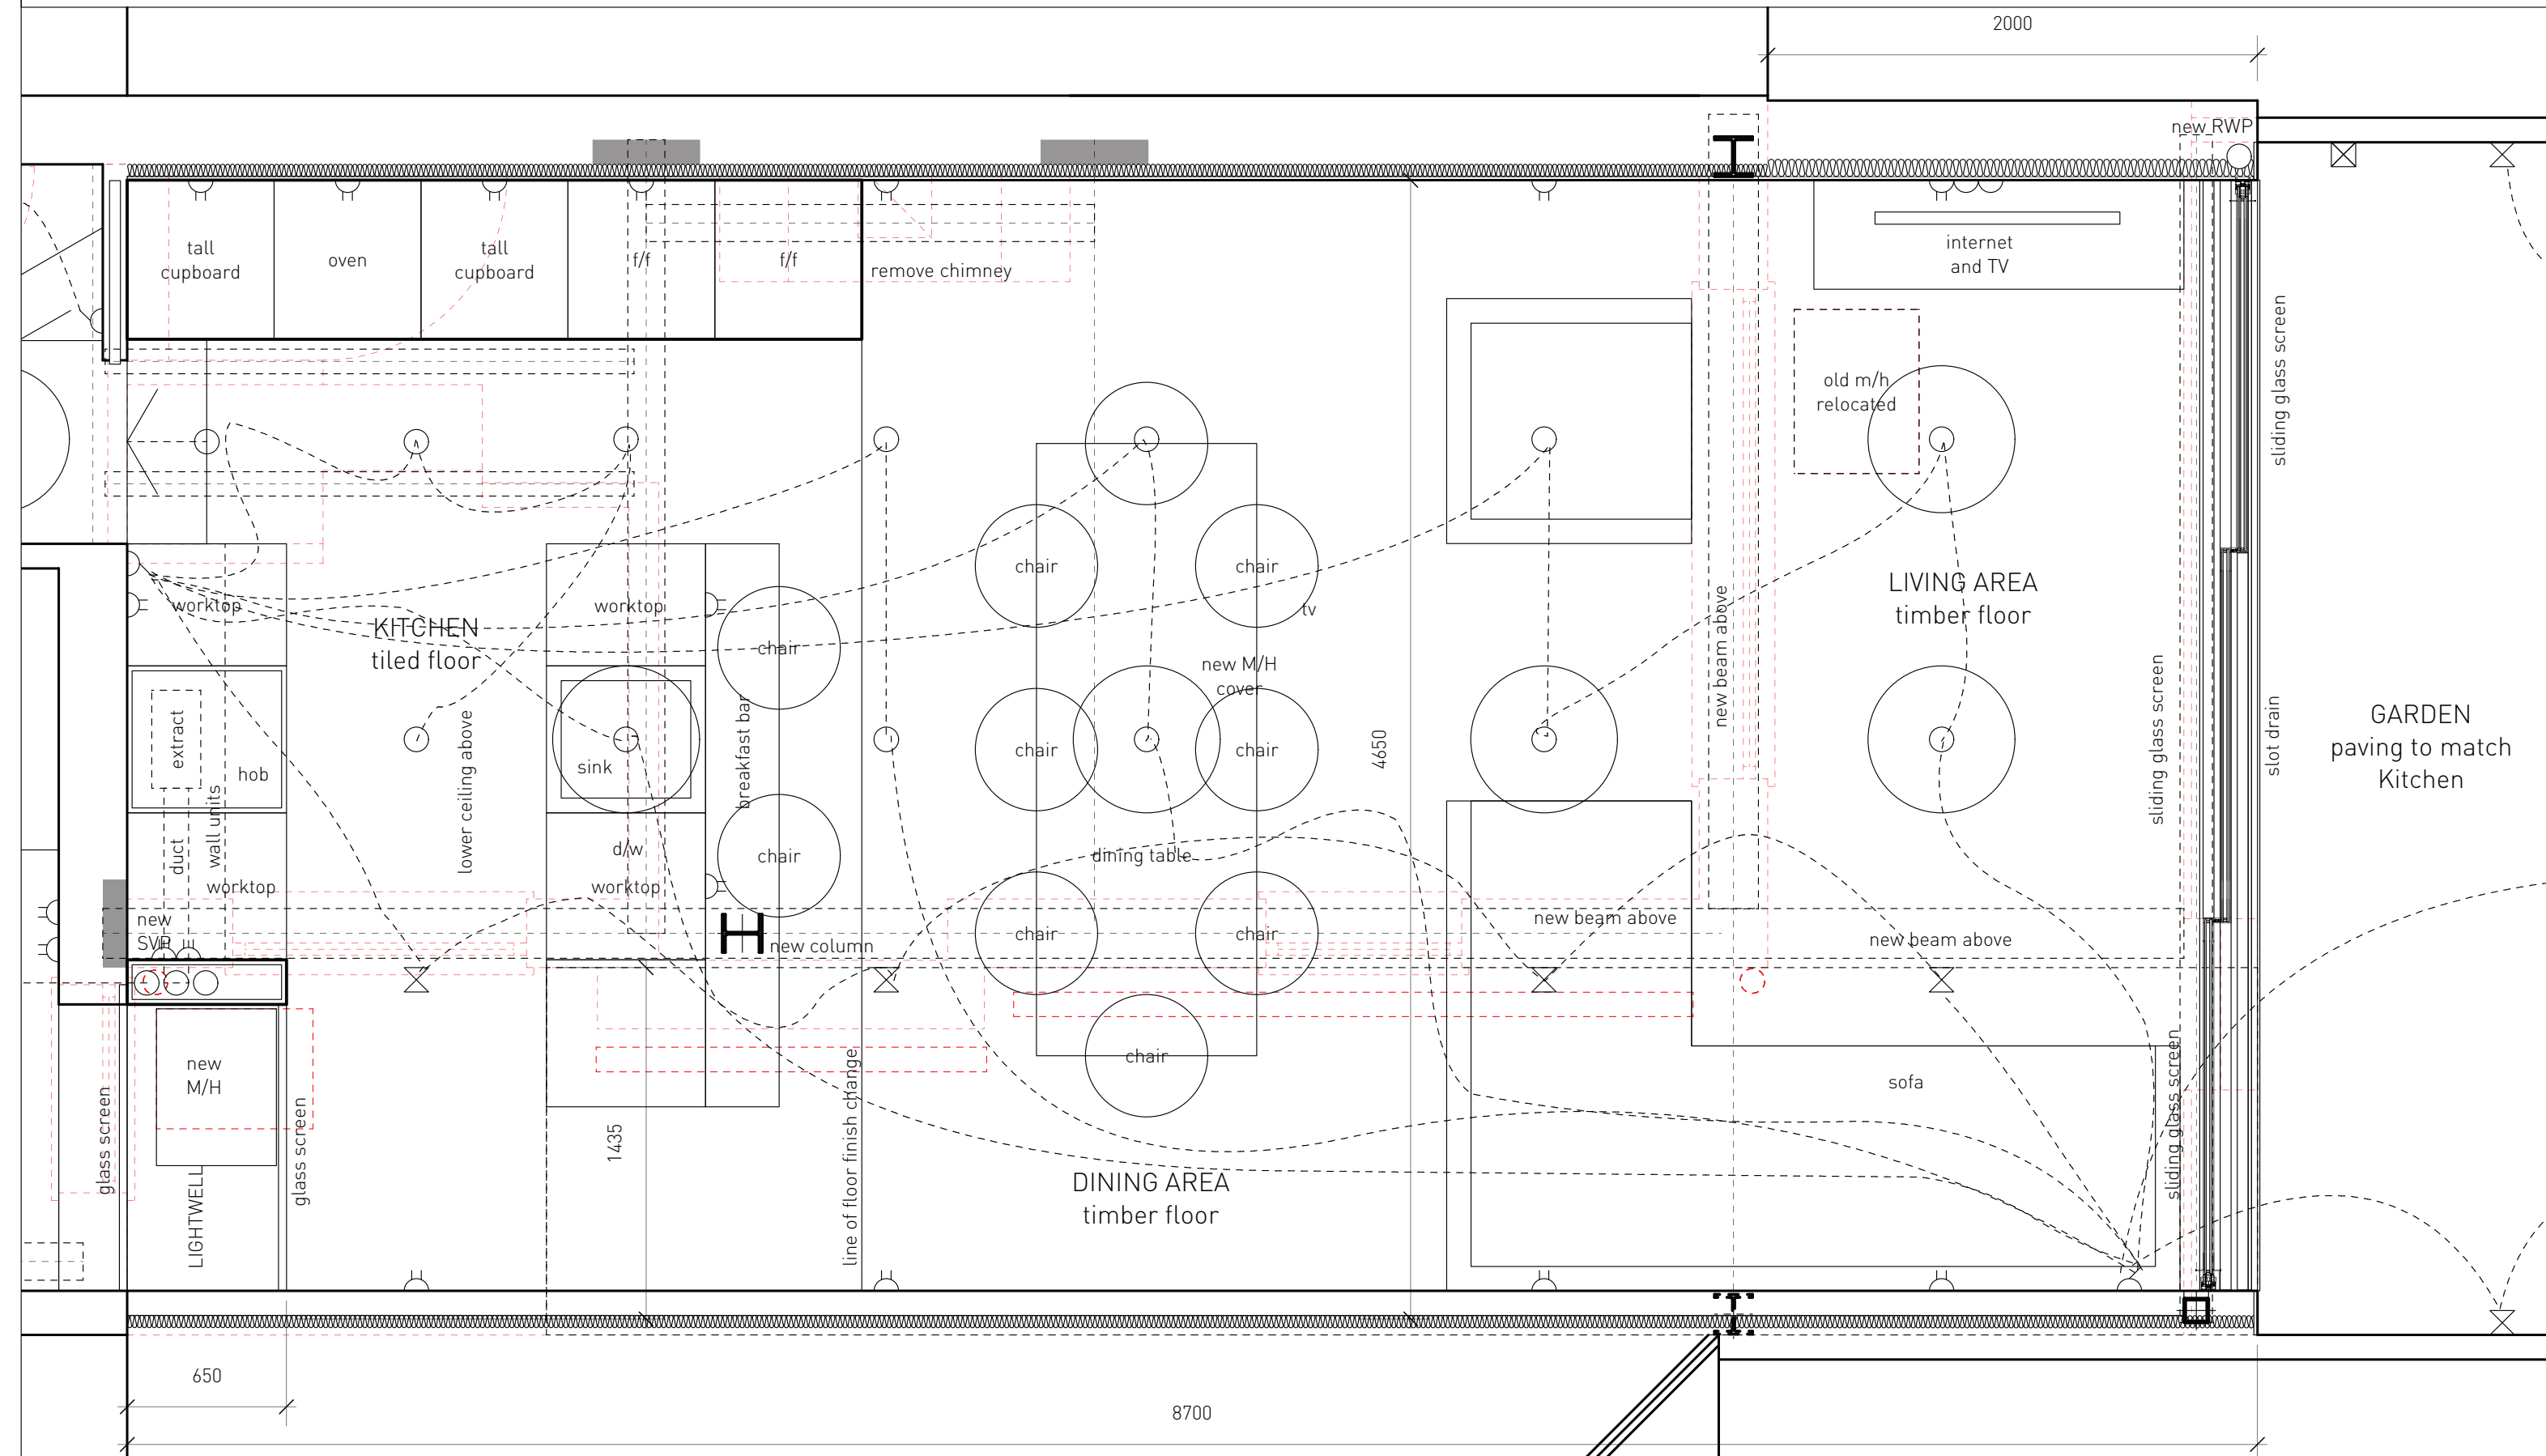 2000
new RWP
tall
cupboard
oven
tall
cupboard
f/f
f/f
remove chimney
internet
and TV
sliding glass screen
old m/h
relocated
LIVING AREA
timber floor
worktop
worktop
KITCHEN
tiled floor
chair
chair
chair
tv
new M/H
cover
new beam above
extract
hob
lower ceiling above
sink
breakfast bar
chair
chair
4650
sliding glass screen
slot drain
GARDEN
paving to match
Kitchen
duct
wall units
worktop
d/w
worktop
chair
dining table
new
SVP
new column
chair
chair
new beam above
new beam above
new
M/H
glass screen
glass screen
LIGHTWELL
1435
line of floor finish change
chair
sofa
sliding glass screen
DINING AREA
timber floor
650
8700